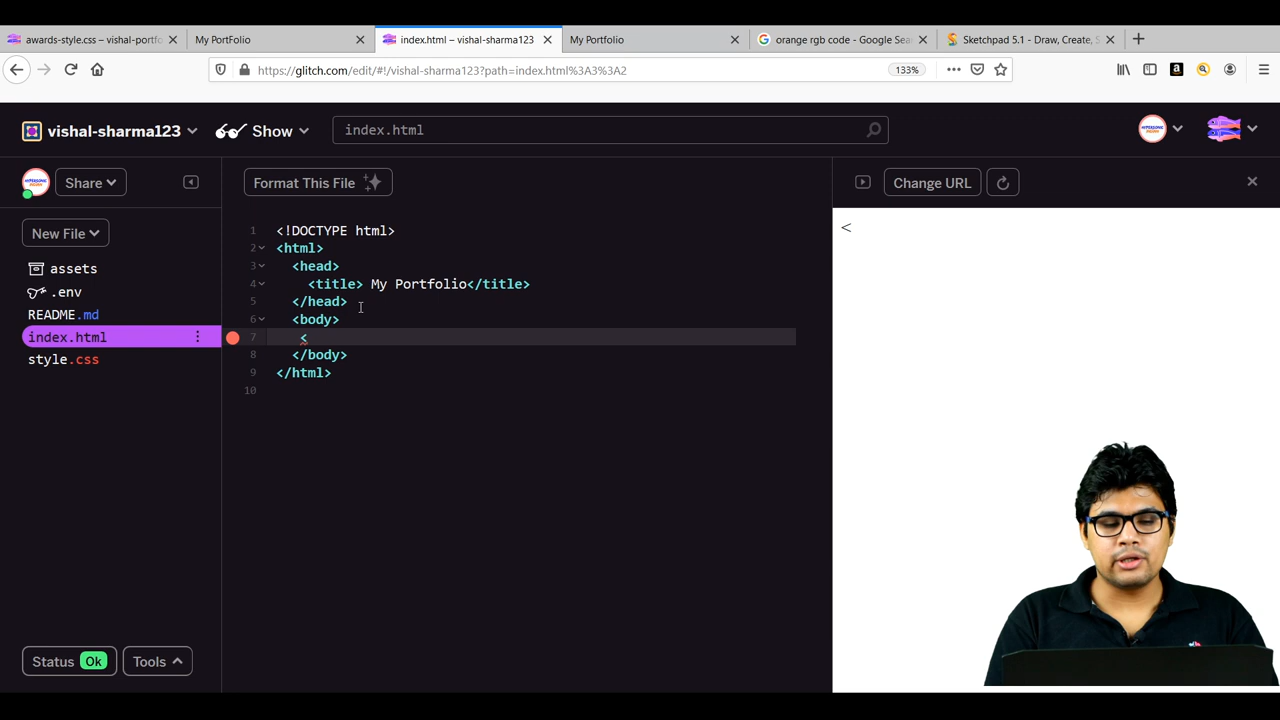 awards-style.css – vishal-portfo
My PortFolio
index.html – vishal-sharma123
My Portfolio
orange rgb code - Google Sea
Sketchpad 5.1 - Draw, Create, S
https://glitch.com/edit/#!/vishal-sharma123?path=index.html%3A3%3A2
133%
vishal-sharma123
Show
index.html
Share
Format This File
Change URL
New File
assets
.env
README.md
index.html
style.css
1 <!DOCTYPE html>
2 <html>
3 <head>
4 <title> My Portfolio</title>
5 </head>
6 <body>
7 <
8 </body>
9 </html>
10
<
Status Ok
Tools